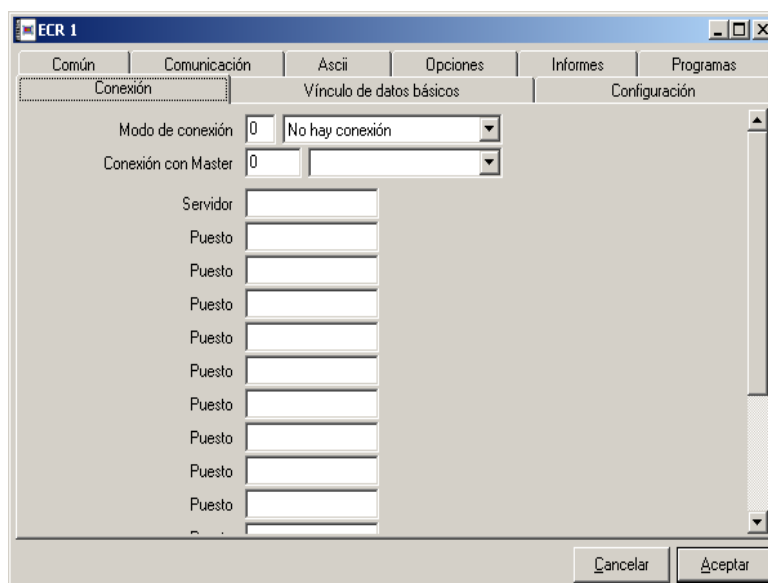 ECR 1
Común Comunicación Ascii Opciones Informes Programas
Conexión Vínculo de datos básicos Configuración
Modo de conexión 0 No hay conexión
Conexión con Master 0
Servidor
Puesto
Puesto
Puesto
Puesto
Puesto
Puesto
Puesto
Puesto
Puesto
Cancelar Aceptar